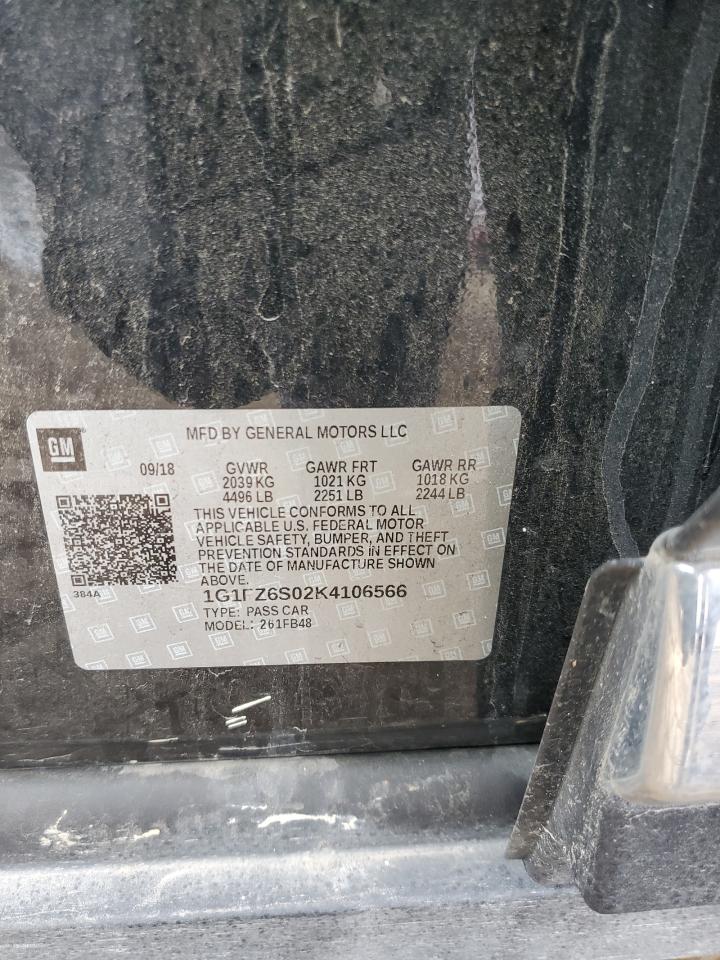 GM
MFD BY GENERAL MOTORS LLC
09/18 GVWR GAWR FRT GAWR RR
2039 KG 1021 KG 1018 KG
4496 LB 2251 LB 2244 LB
THIS VEHICLE CONFORMS TO ALL
APPLICABLE U.S. FEDERAL MOTOR
VEHICLE SAFETY, BUMPER, AND THEFT
PREVENTION STANDARDS IN EFFECT ON
THE DATE OF MANUFACTURE SHOWN
ABOVE.
384A
1G1FZ6S02K4106566
TYPE: PASS CAR
MODEL: 261FB48